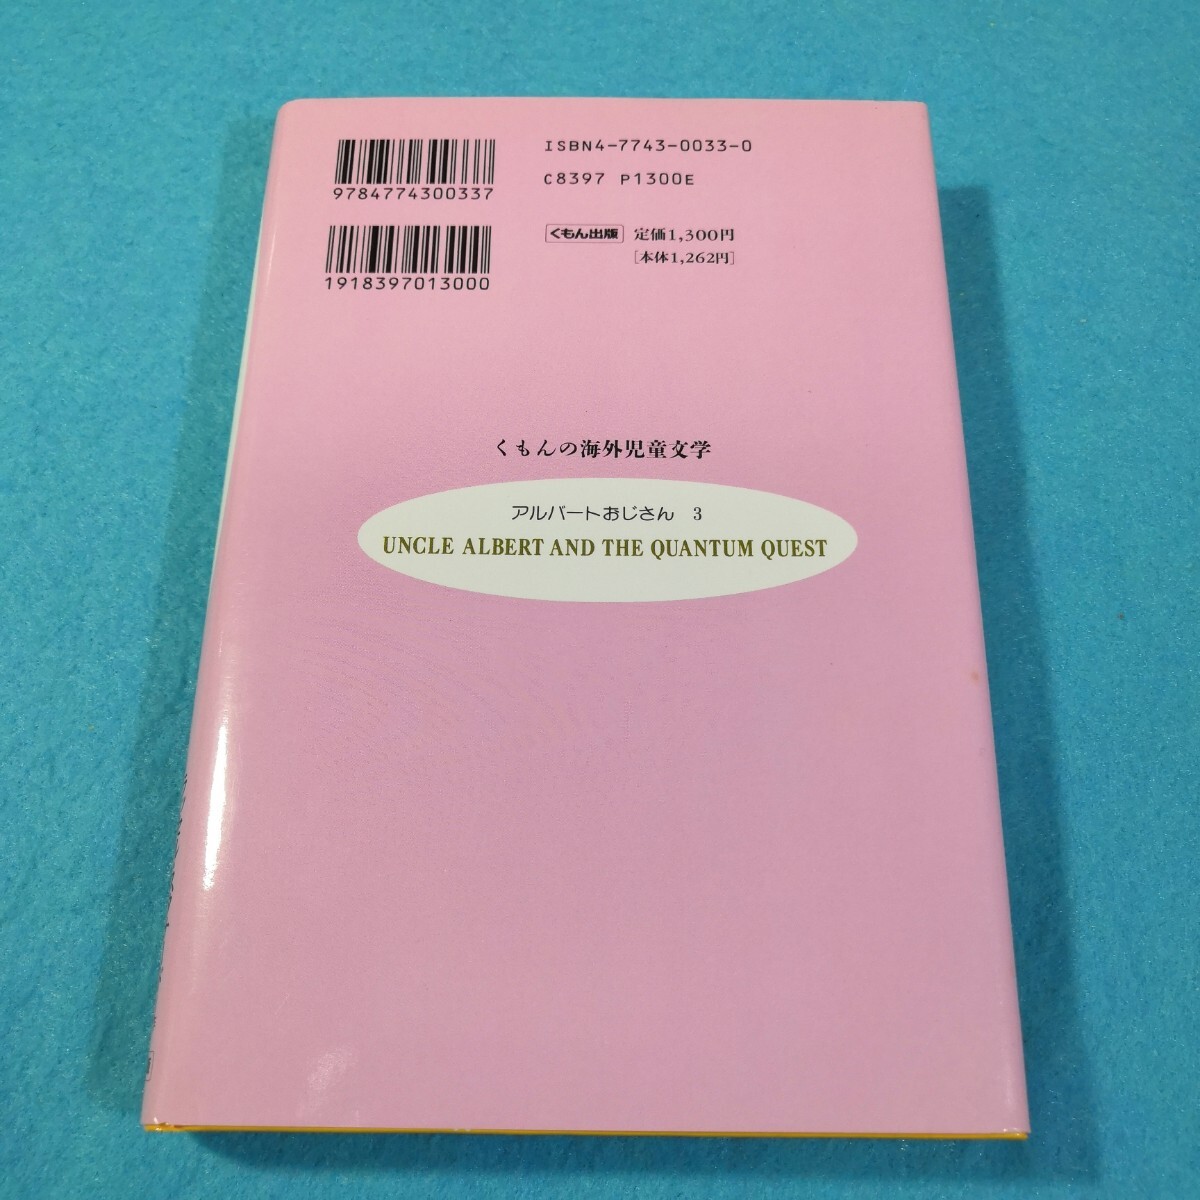 9784774300337
ISBN4-7743-0033-0
C8397 P1300E
1918397013000
くもん出版 定価1,300円
[本体1,262円]
くもんの海外児童文学
アルバートおじさん 3
UNCLE ALBERT AND THE QUANTUM QUEST